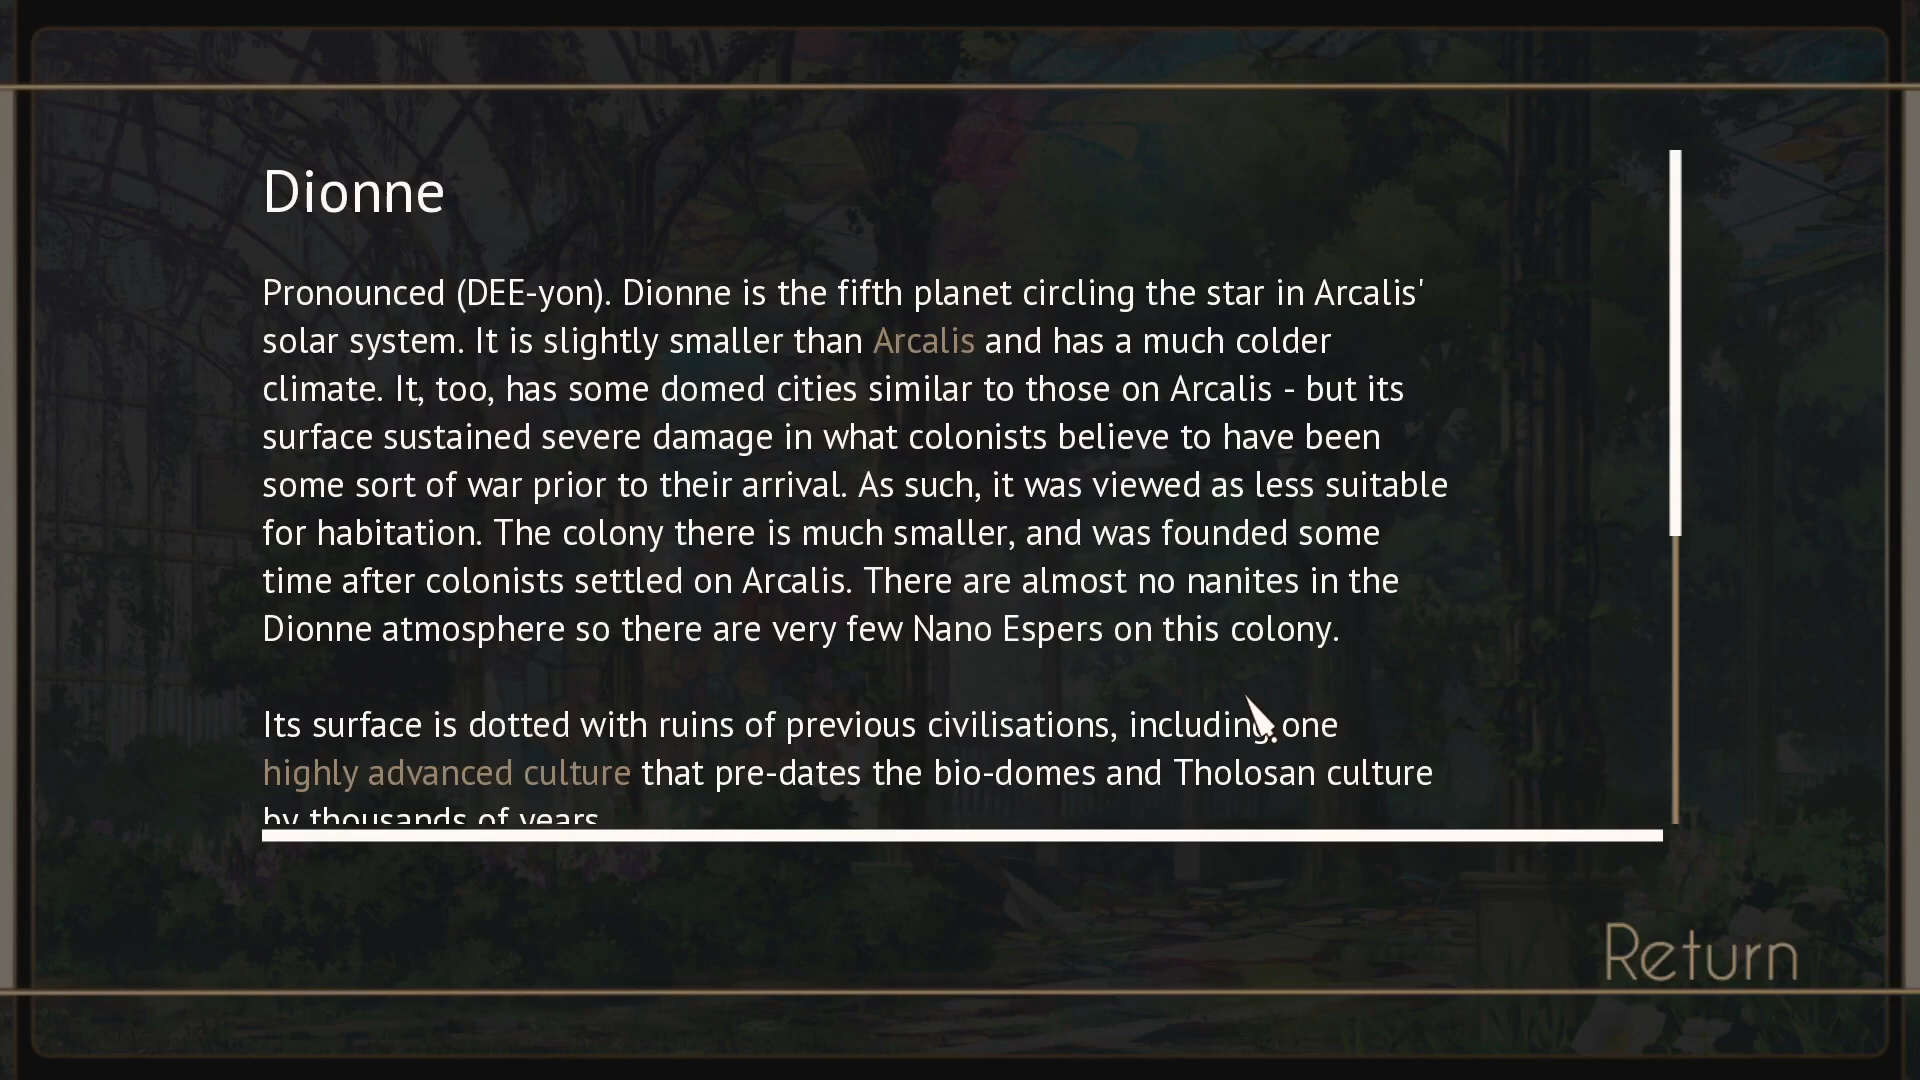 Dionne
Pronounced (DEE-yon). Dionne is the fifth planet circling the star in Arcalis'
solar system. It is slightly smaller than Arcalis and has a much colder
climate. It, too, has some domed cities similar to those on Arcalis - but its
surface sustained severe damage in what colonists believe to have been
some sort of war prior to their arrival. As such, it was viewed as less suitable
for habitation. The colony there is much smaller, and was founded some
time after colonists settled on Arcalis. There are almost no nanites in the
Dionne atmosphere so there are very few Nano Espers on this colony.
Its surface is dotted with ruins of previous civilisations, including one
highly advanced culture that pre-dates the bio-domes and Tholosan culture
by thousands of years.
Return